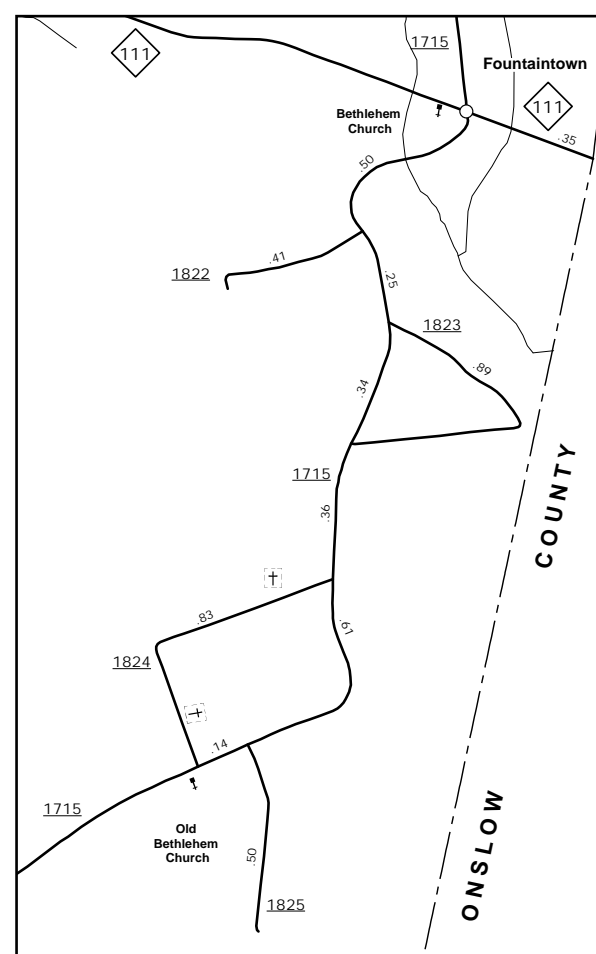 1715
111
Fountaintown
111
Bethlehem
Church
.35
.50
.41
1822
.25
1823
.89
.34
COUNTY
1715
.36
.83
.61
1824
.14
1715
ONSLOW
Old
Bethlehem
Church
.50
1825